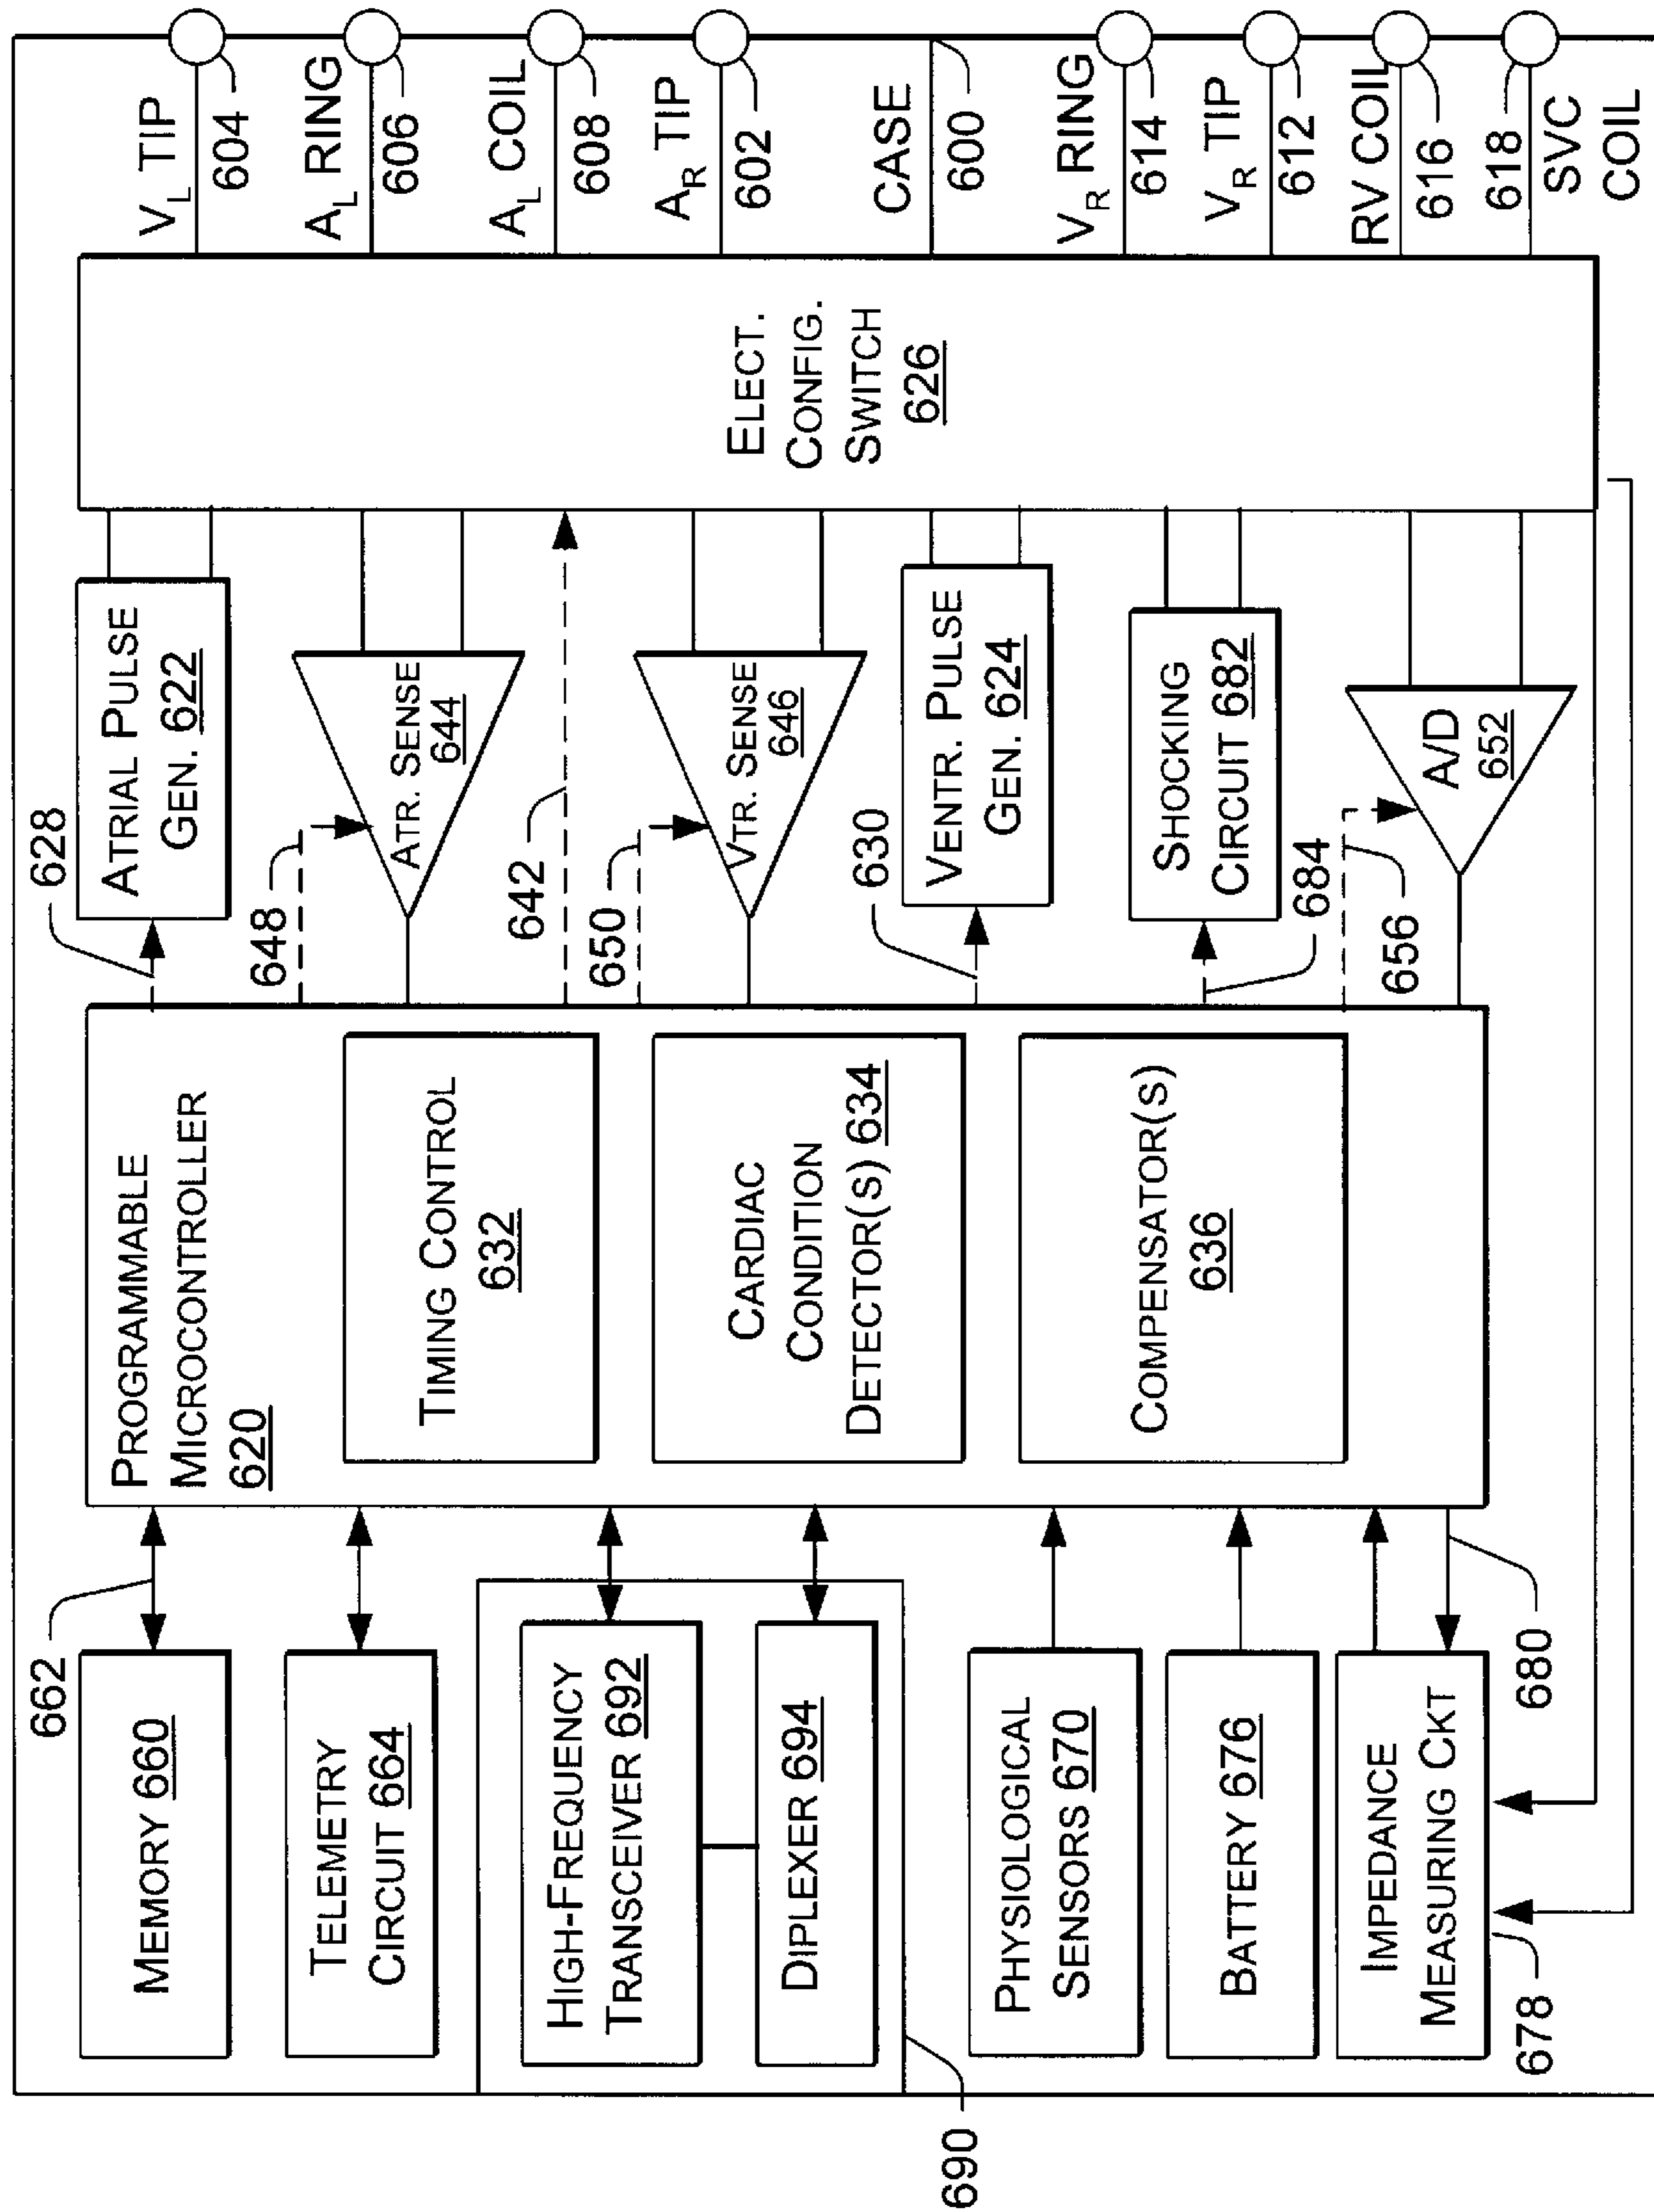 662
MEMORY 660
TELEMETRY
CIRCUIT 664
HIGH-FREQUENCY
TRANSCEIVER 692
DIPLEXER 694
690
PHYSIOLOGICAL
SENSORS 670
BATTERY 676
IMPEDANCE
MEASURING CKT
678
680
PROGRAMMABLE
MICROCONTROLLER
620
TIMING CONTROL
632
CARDIAC
CONDITION
DETECTOR(S) 634
COMPENSATOR(S)
636
628
ATRIAL PULSE
GEN. 622
648
ATR. SENSE
644
642
650
VTR. SENSE
646
630
VENTR. PULSE
GEN. 624
SHOCKING
CIRCUIT 682
684
656
A/D
652
ELECT.
CONFIG.
SWITCH
626
VL TIP
604
AL RING
606
AL COIL
608
AR TIP
602
CASE
600
VR RING
614
VR TIP
612
RV COIL
616
618
SVC
COIL